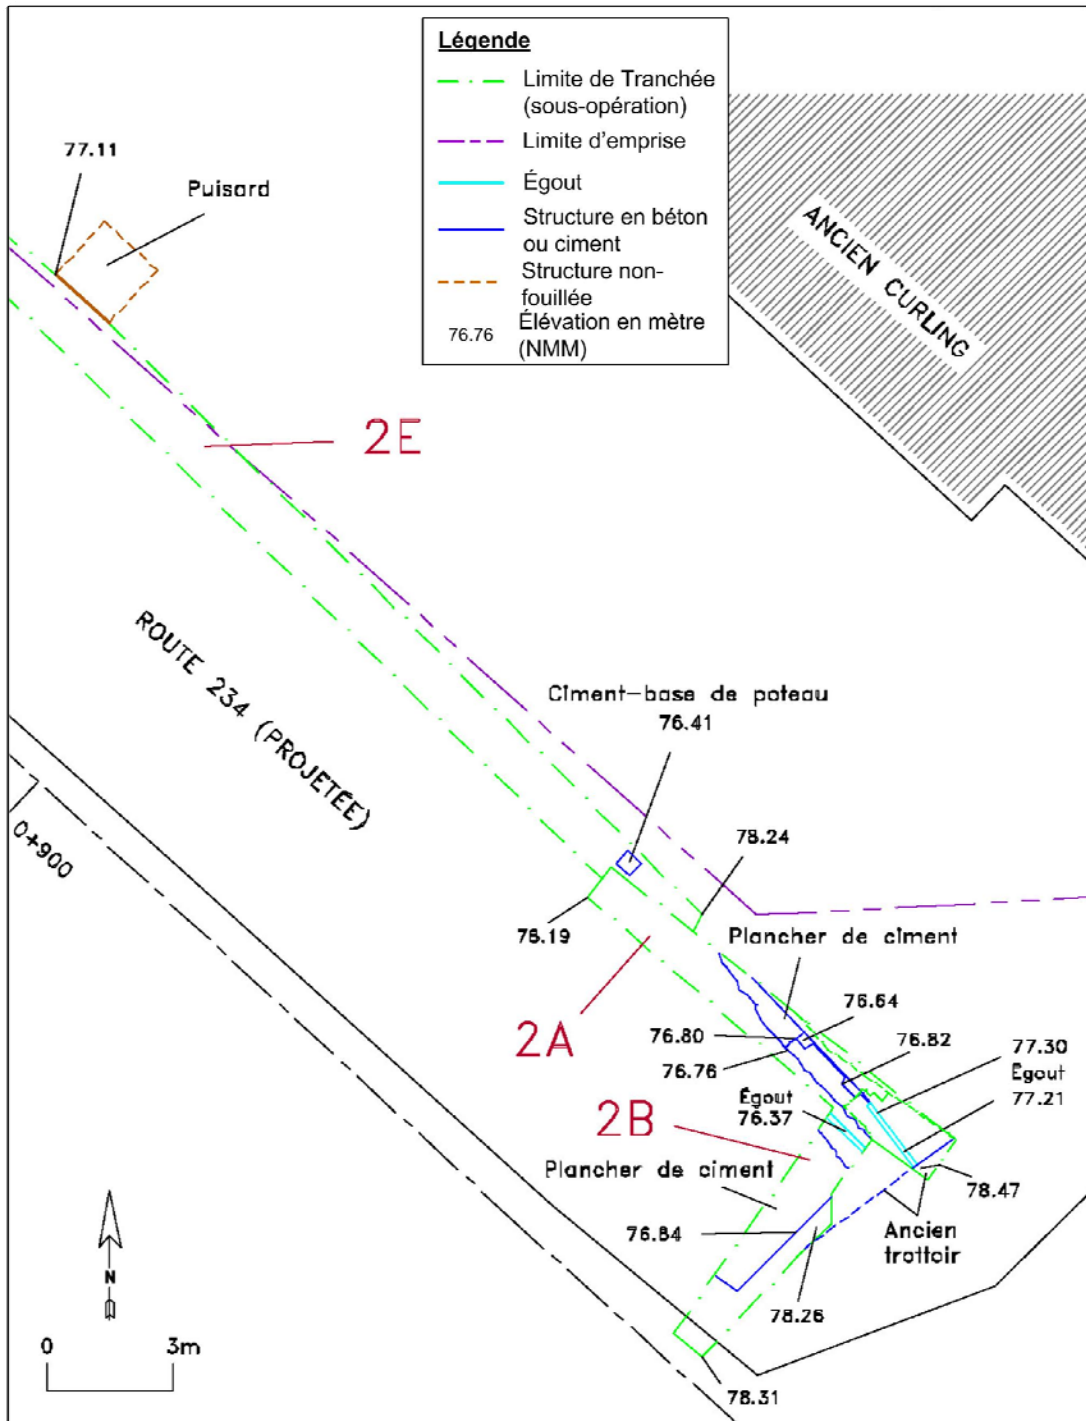 Légende
Limite de Tranchée
(sous-opération)
Limite d'emprise
Égout
Structure en béton
ou ciment
Structure non-
fouillée
76.76
Élévation en mètre
(NMM)
77.11
Puisard
ANCIEN CURLING
2E
ROUTE 234 (PROJETÉE)
0+900
Ciment-base de poteau
76.41
78.24
78.19
Plancher de ciment
2A
76.64
76.80
76.82
76.76
77.30
Égout
77.21
Égout
76.37
2B
Plancher de ciment
78.47
76.84
Ancien
trottoir
78.26
78.31
N
0
3m